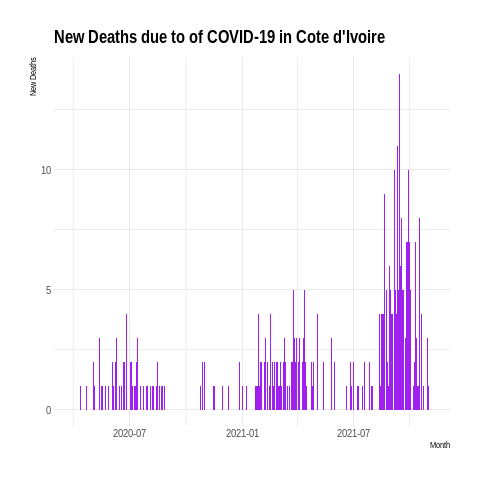 New Deaths due to of COVID-19 in Cote d'Ivoire
New Deaths
10
5
0
2020-07 2021-01 2021-07
Month